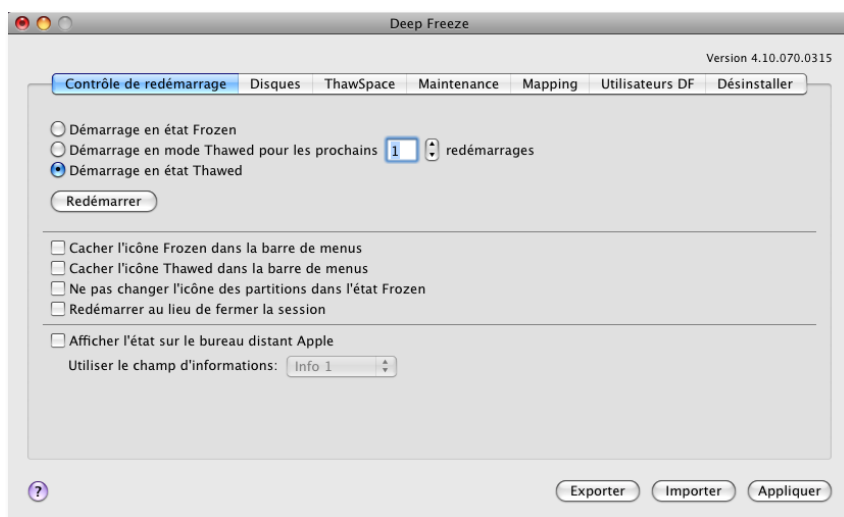 Deep Freeze
Version 4.10.070.0315
Contrôle de redémarrage Disques ThawSpace Maintenance Mapping Utilisateurs DF Désinstaller
Démarrage en état Frozen
Démarrage en mode Thawed pour les prochains 1 redémarrages
Démarrage en état Thawed
Redémarrer
Cacher l'icône Frozen dans la barre de menus
Cacher l'icône Thawed dans la barre de menus
Ne pas changer l'icône des partitions dans l'état Frozen
Redémarrer au lieu de fermer la session
Afficher l'état sur le bureau distant Apple
Utiliser le champ d'informations: Info 1
? Exporter Importer Appliquer